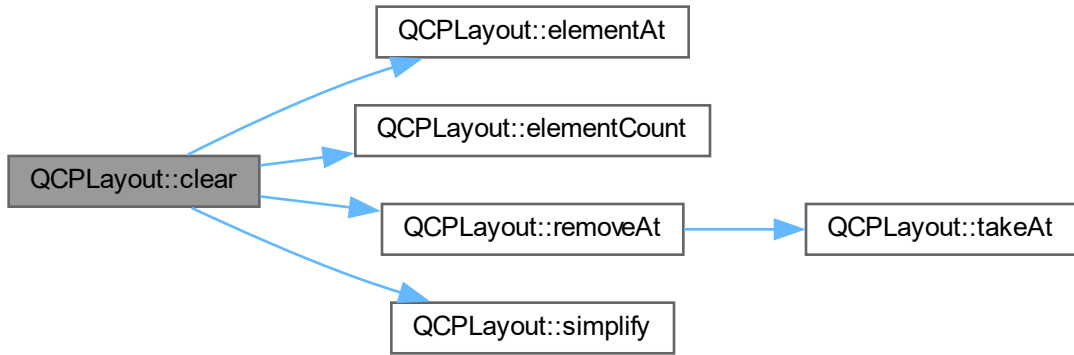 QCPLayout::elementAt
QCPLayout::elementCount
QCPLayout::clear
QCPLayout::removeAt
QCPLayout::takeAt
QCPLayout::simplify